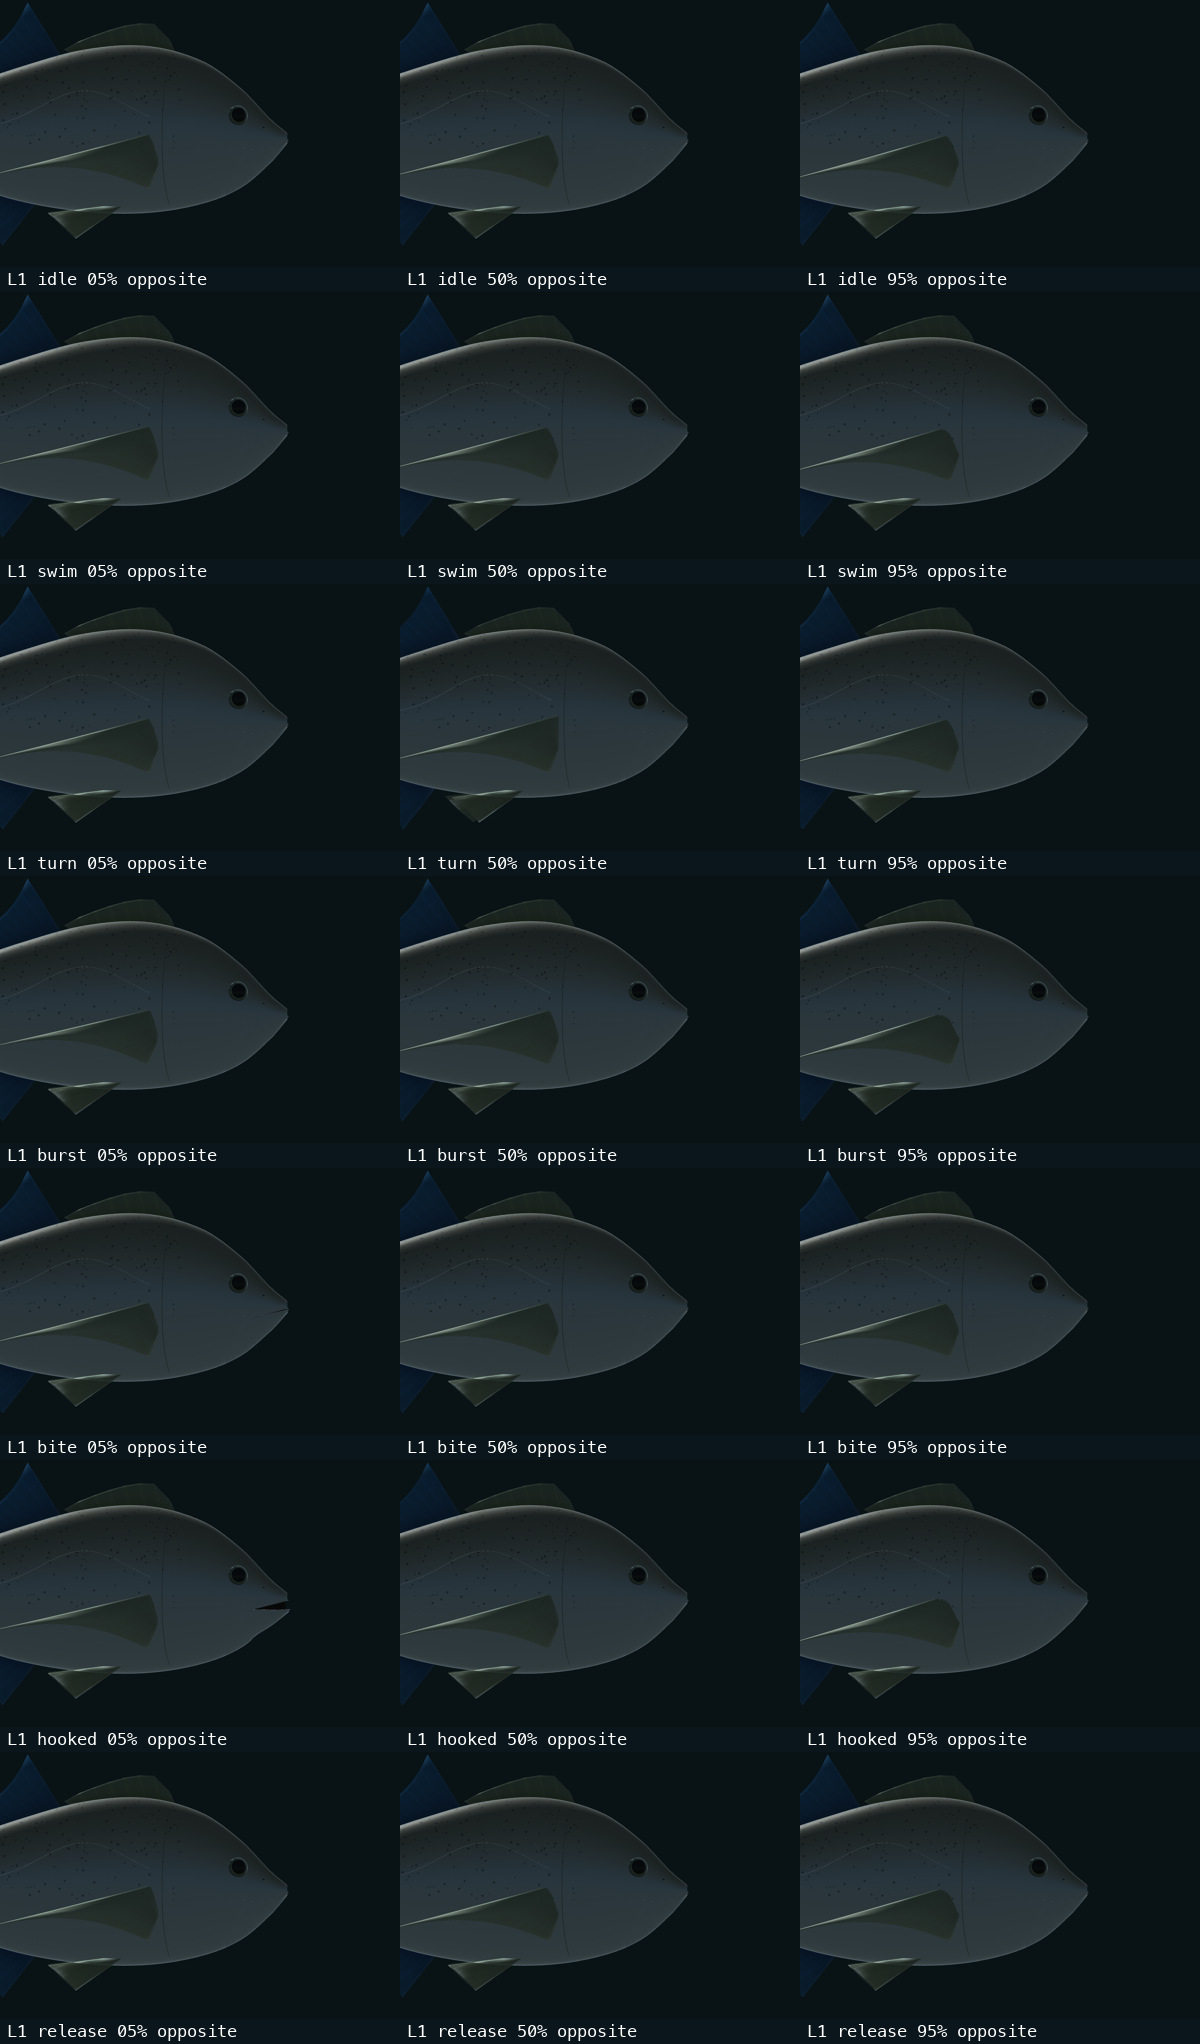 L1 idle 05% opposite L1 idle 50% opposite L1 idle 95% opposite
L1 swim 05% opposite L1 swim 50% opposite L1 swim 95% opposite
L1 turn 05% opposite L1 turn 50% opposite L1 turn 95% opposite
L1 burst 05% opposite L1 burst 50% opposite L1 burst 95% opposite
L1 bite 05% opposite L1 bite 50% opposite L1 bite 95% opposite
L1 hooked 05% opposite L1 hooked 50% opposite L1 hooked 95% opposite
L1 release 05% opposite L1 release 50% opposite L1 release 95% opposite